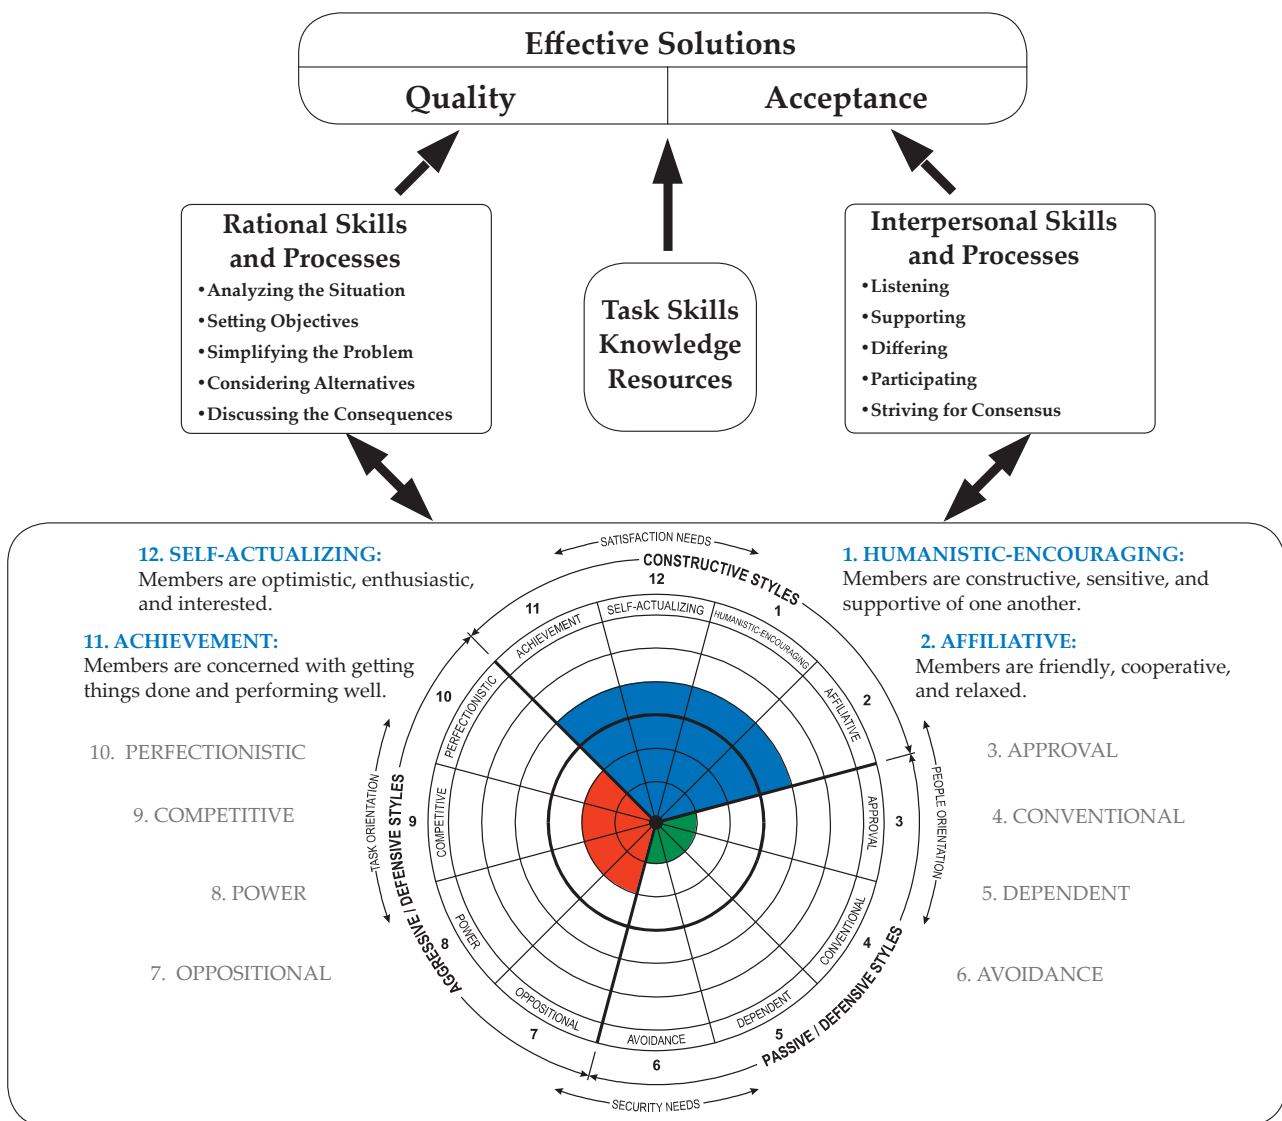 Effective Solutions
Quality
Acceptance
Rational Skills
and Processes
•Analyzing the Situation
•Setting Objectives
•Simplifying the Problem
•Considering Alternatives
•Discussing the Consequences
Task Skills
Knowledge
Resources
Interpersonal Skills
and Processes
•Listening
•Supporting
•Differing
•Participating
•Striving for Consensus
12. SELF-ACTUALIZING:
Members are optimistic, enthusiastic,
and interested.
11. ACHIEVEMENT:
Members are concerned with getting
things done and performing well.
10. PERFECTIONISTIC
9. COMPETITIVE
8. POWER
7. OPPOSITIONAL
1. HUMANISTIC-ENCOURAGING:
Members are constructive, sensitive, and
supportive of one another.
2. AFFILIATIVE:
Members are friendly, cooperative,
and relaxed.
3. APPROVAL
4. CONVENTIONAL
5. DEPENDENT
6. AVOIDANCE
SATISFACTION NEEDS
CONSTRUCTIVE STYLES
PEOPLE ORIENTATION
PASSIVE / DEFENSIVE STYLES
SECURITY NEEDS
AGGRESSIVE / DEFENSIVE STYLES
TASK ORIENTATION
12
SELF-ACTUALIZING
1
HUMANISTIC-ENCOURAGING
2
AFFILIATIVE
3
APPROVAL
4
CONVENTIONAL
5
DEPENDENT
6
AVOIDANCE
7
OPPOSITIONAL
8
POWER
9
COMPETITIVE
10
PERFECTIONISTIC
11
ACHIEVEMENT